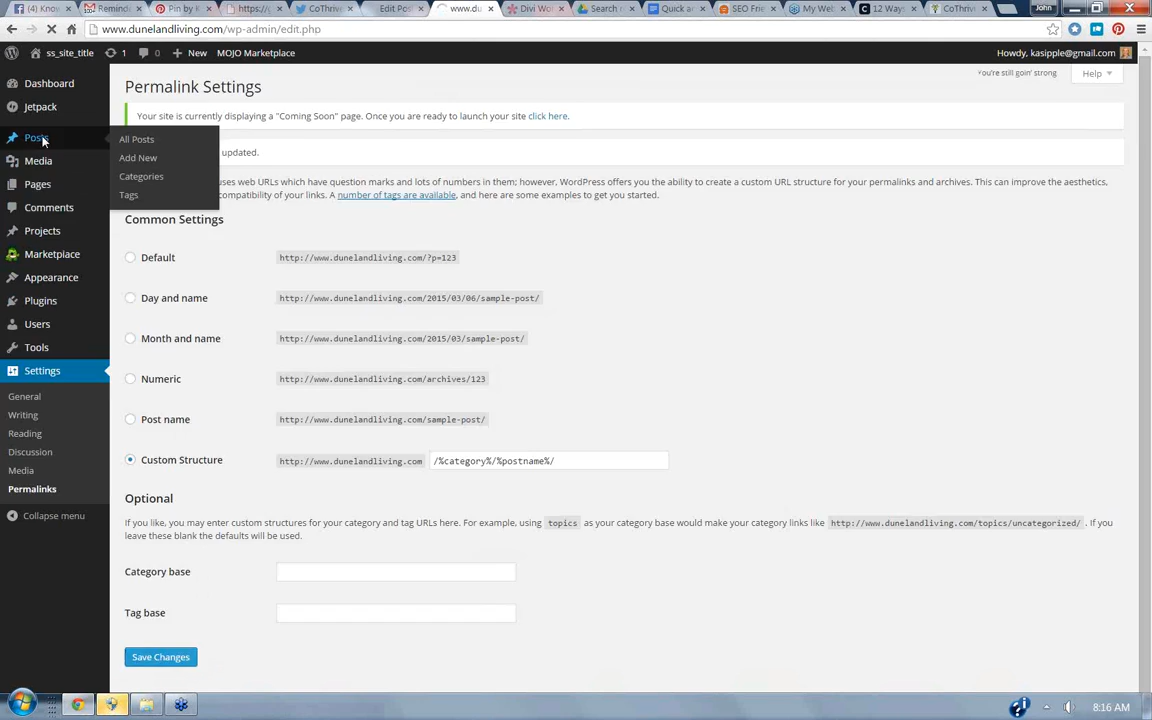 (4) Know
Reminde
Pin by K
https://
CoThriv
Edit Pos
www.du
Divi Wo
Search
Quick a
SEO Frie
My Web
12 Ways
CoThriv
John
www.dunelandliving.com/wp-admin/edit.php
ss_site_title
1
0
New
MOJO Marketplace
Howdy, kasipple@gmail.com
Dashboard
Jetpack
Posts
Media
Pages
Comments
Projects
Marketplace
Appearance
Plugins
Users
Tools
Settings
General
Writing
Reading
Discussion
Media
Permalinks
Collapse menu
All Posts
Add New
Categories
Tags
Permalink Settings
You're still goin' strong
Help
Your site is currently displaying a "Coming Soon" page. Once you are ready to launch your site click here.
updated.
uses web URLs which have question marks and lots of numbers in them; however, WordPress offers you the ability to create a custom URL structure for your permalinks and archives. This can improve the aesthetics,
compatibility of your links. A number of tags are available, and here are some examples to get you started.
Common Settings
Default
http://www.dunelandliving.com/?p=123
Day and name
http://www.dunelandliving.com/2015/03/06/sample-post/
Month and name
http://www.dunelandliving.com/2015/03/sample-post/
Numeric
http://www.dunelandliving.com/archives/123
Post name
http://www.dunelandliving.com/sample-post/
Custom Structure
http://www.dunelandliving.com
/%category%/%postname%/
Optional
If you like, you may enter custom structures for your category and tag URLs here. For example, using topics as your category base would make your category links like http://www.dunelandliving.com/topics/uncategorized/ . If you
leave these blank the defaults will be used.
Category base
Tag base
Save Changes
8:16 AM